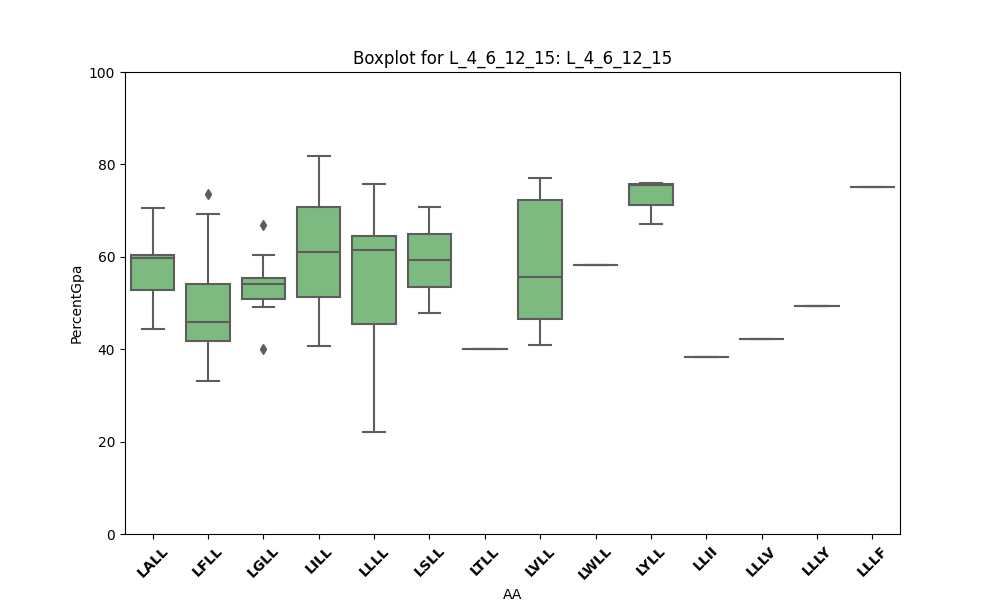 Boxplot for L_4_6_12_15: L_4_6_12_15
PercentGpa
100
80
60
40
20
0
LALL LFLL LGLL LILL LLLL LSLL LTLL LVLL LWLL LYLL LLII LLLV LLLY LLLF
AA